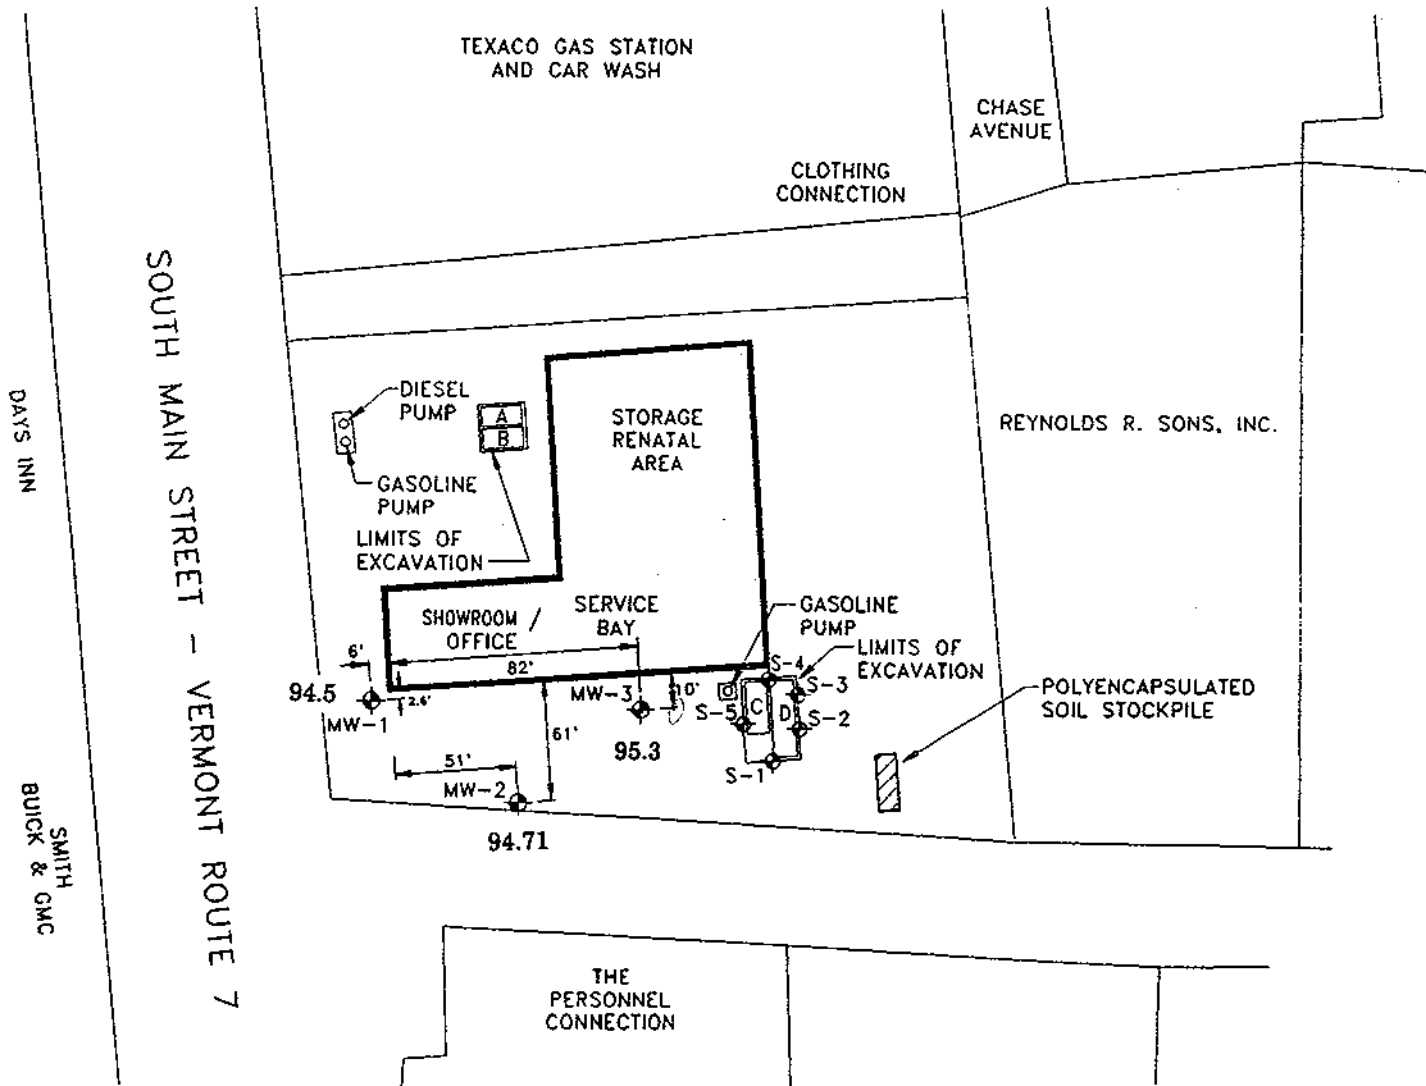 TEXACO GAS STATION
AND CAR WASH
CHASE
AVENUE
CLOTHING
CONNECTION
SOUTH MAIN STREET - VERMONT ROUTE 7
DAYS INN
SMITH
BUICK & GMC
DIESEL
PUMP
A
B
GASOLINE
PUMP
LIMITS OF
EXCAVATION
STORAGE
RENATAL
AREA
REYNOLDS R. SONS, INC.
SHOWROOM /
OFFICE
SERVICE
BAY
GASOLINE
PUMP
LIMITS OF
EXCAVATION
POLYENCAPSULATED
SOIL STOCKPILE
6'
82'
94.5
MW-1
2.6'
MW-3
10'
95.3
S-4
S-3
S-5
C
D
S-2
S-1
51'
61'
MW-2
94.71
THE
PERSONNEL
CONNECTION